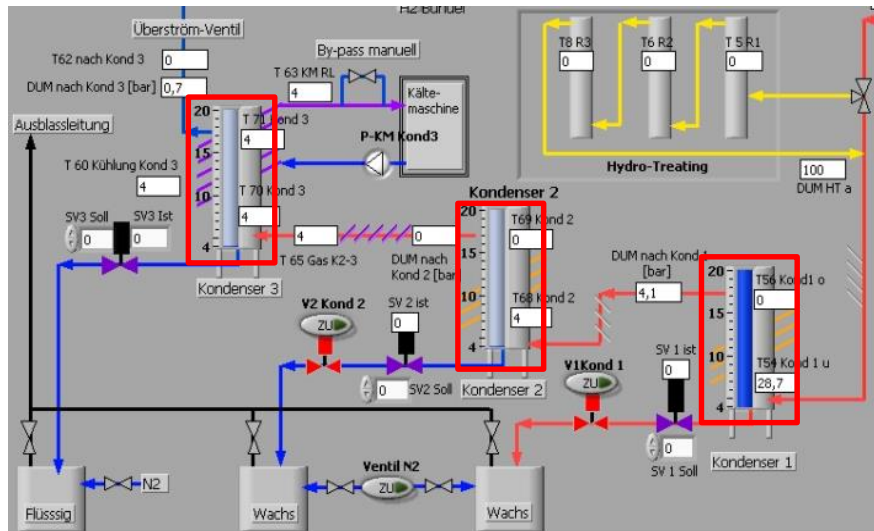 H2 Bündel
Überström-Ventil
T62 nach Kond 3
0
DUM nach Kond 3 [bar]
0,7
By-pass manuell
T 63 KM RL
4
Kälte-
maschine
P-KM Kond3
T8 R3
0
T6 R2
0
T 5 R1
0
Hydro-Treating
100
DUM HT a
Ausblassleitung
20
15
10
4
T 71 Kond 3
4
T 70 Kond 3
4
T 60 Kühlung Kond 3
4
SV3 Soll
0
SV3 Ist
0
Kondenser 3
4
T 65 Gas K2-3
DUM nach
Kond 2 [bar]
0
Kondenser 2
20
15
10
4
T69 Kond 2
0
T68 Kond 2
4
Kondenser 2
V2 Kond 2
ZU
SV 2 ist
0
0
SV2 Soll
DUM nach Kond 1
[bar]
4,1
20
15
10
4
T56 Kond1 o
0
T54 Kond 1 u
28,7
Kondenser 1
V1Kond 1
ZU
SV 1 ist
0
0
SV 1 Soll
Flüsssig
N2
Wachs
Ventil N2
ZU
Wachs